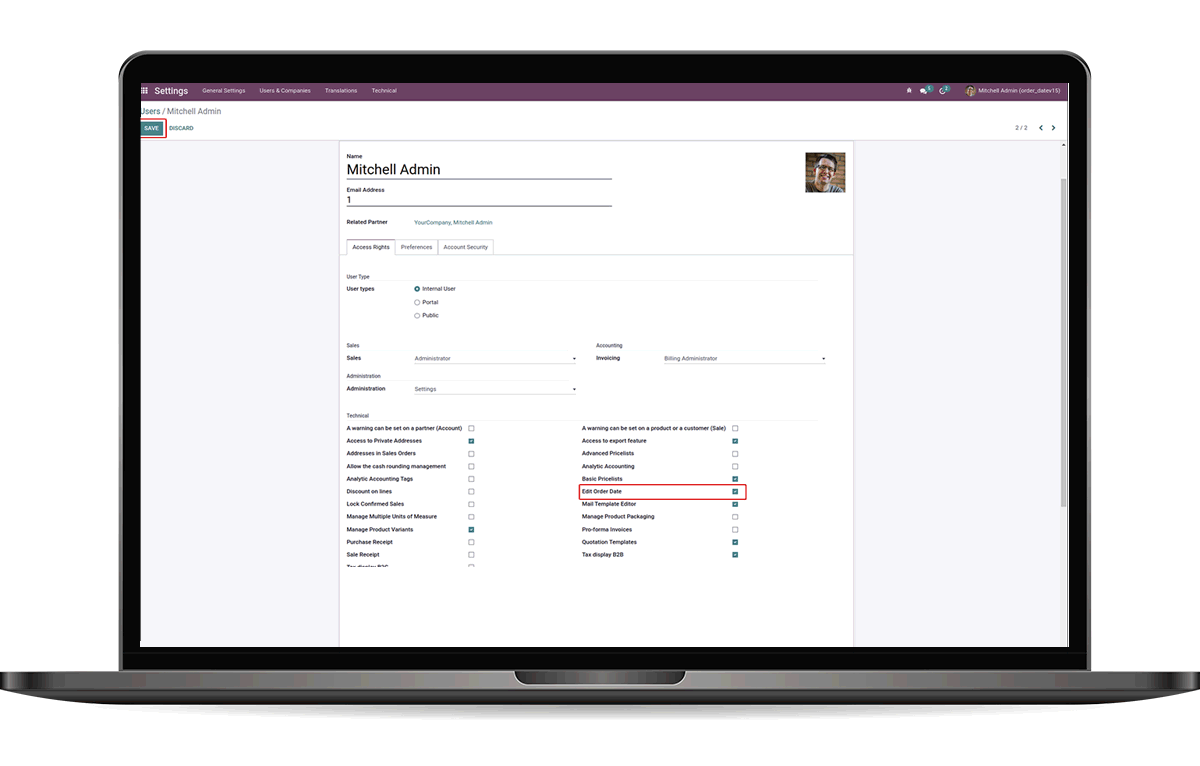 Settings General Settings Users & Companies Translations Technical 5 2 Mitchell Admin (order_datev15)
Users / Mitchell Admin
SAVE DISCARD 2 / 2
Name
Mitchell Admin
Email Address
1
Related Partner YourCompany, Mitchell Admin
Access Rights Preferences Account Security
User Type
User types Internal User
Portal
Public
Sales Accounting
Sales Administrator Invoicing Billing Administrator
Administration
Administration Settings
Technical
A warning can be set on a partner (Account) A warning can be set on a product or a customer (Sale)
Access to Private Addresses Access to export feature
Addresses in Sales Orders Advanced Pricelists
Allow the cash rounding management Analytic Accounting
Analytic Accounting Tags Basic Pricelists
Discount on lines Edit Order Date
Lock Confirmed Sales Mail Template Editor
Manage Multiple Units of Measure Manage Product Packaging
Manage Product Variants Pro-forma Invoices
Purchase Receipt Quotation Templates
Sale Receipt Tax display B2B
Tax display B2C